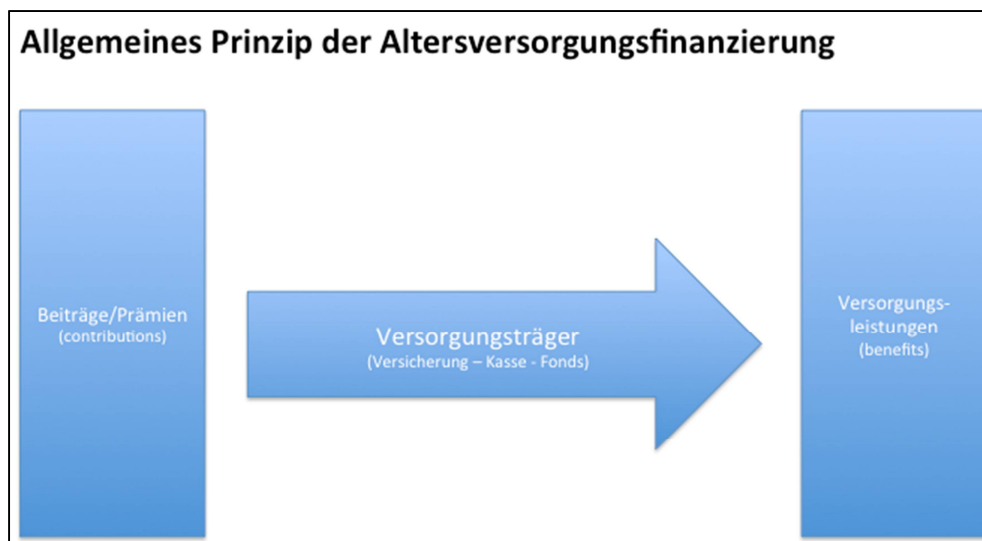 Allgemeines Prinzip der Altersversorgungsfinanzierung
Beiträge/Prämien
(contributions)
Versorgungsträger
(Versicherung – Kasse - Fonds)
Versorgungs-
leistungen
(benefits)